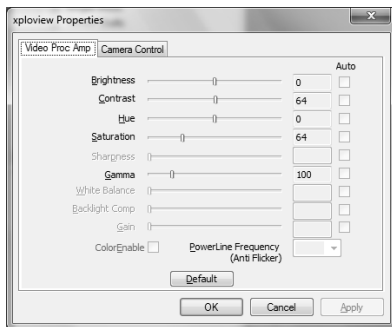 xploview Properties
Video Proc Amp Camera Control
Auto
Brightness 0
Contrast 64
Hue 0
Saturation 64
Sharpness
Gamma 100
White Balance
Backlight Comp
Gain
ColorEnable PowerLine Frequency
(Anti Flicker)
Default
OK Cancel Apply